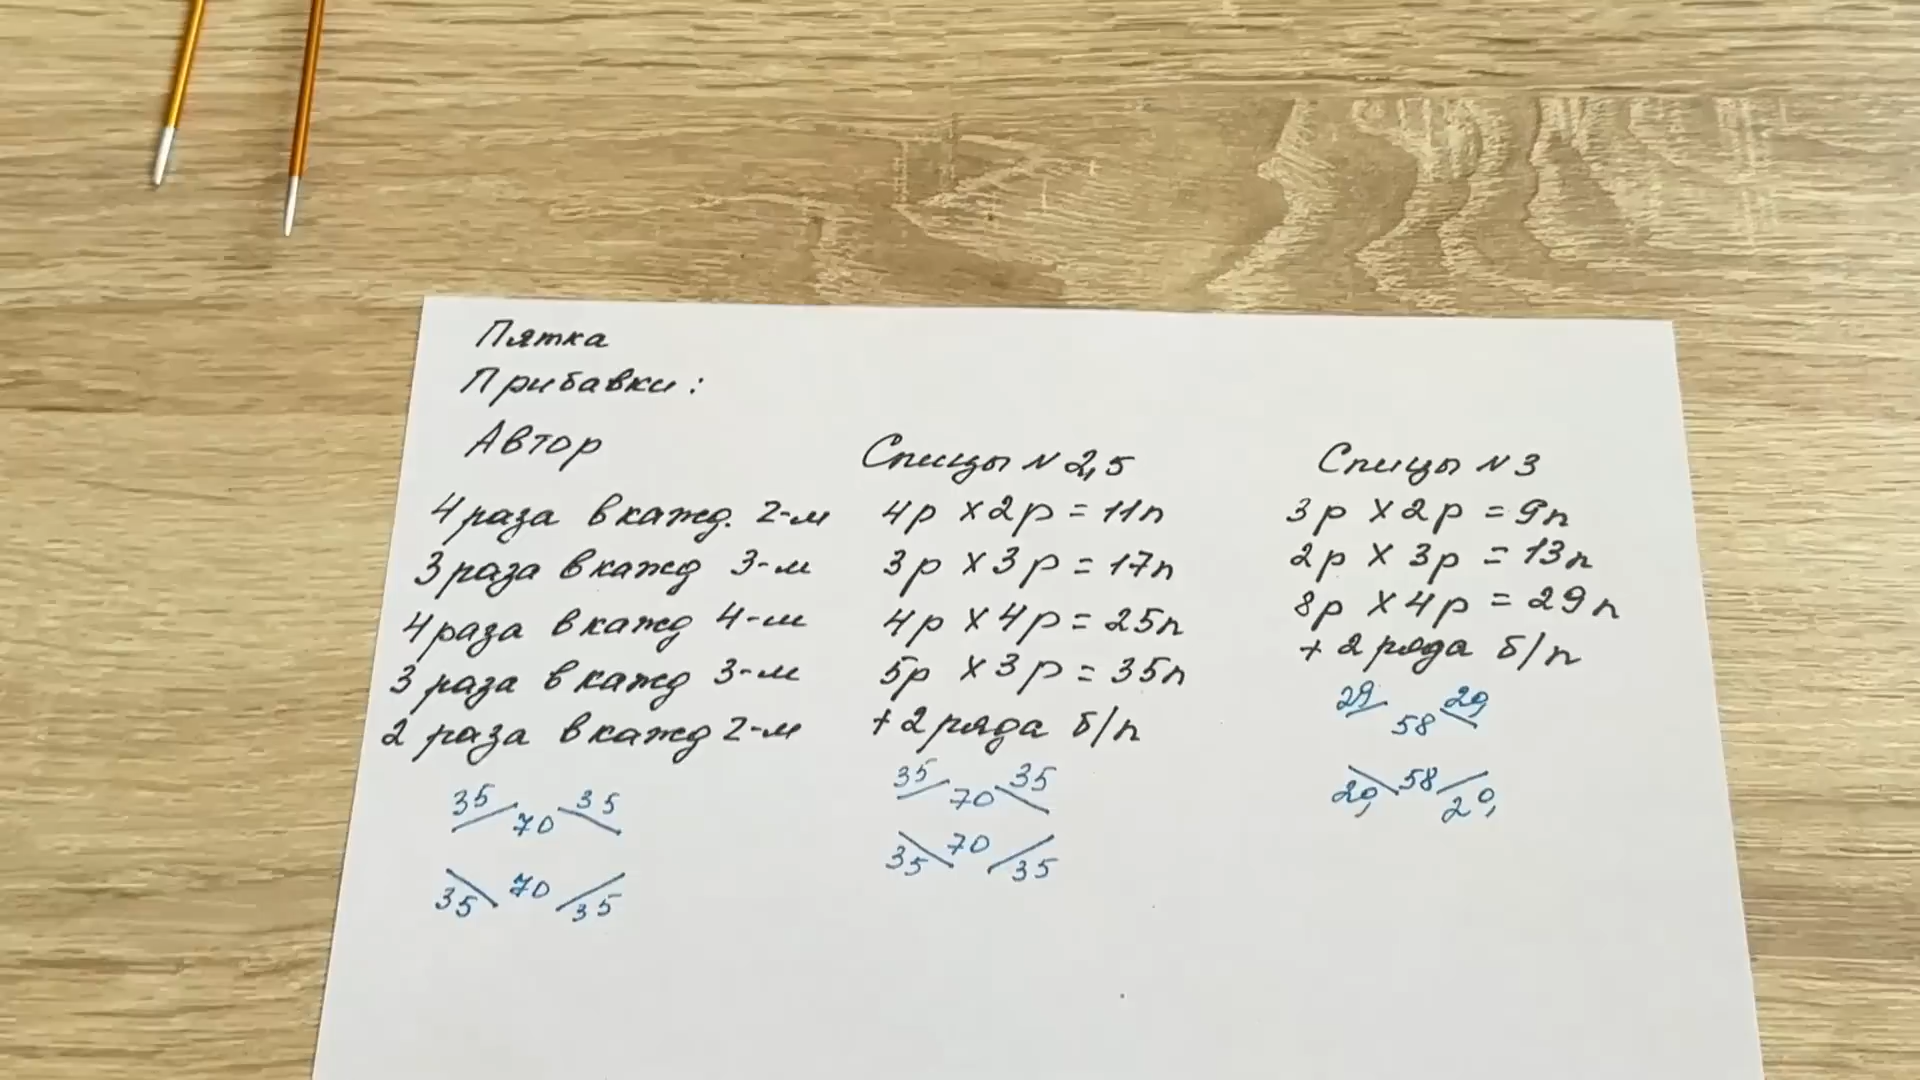 Пятка
Прибавки:
Автор
4 раза в кажд. 2-м
3 раза в кажд 3-м
4 раза в кажд 4-м
3 раза в кажд 3-м
2 раза в кажд 2-м
35 70 35
35 70 35
Спицы №2,5
4р х 2р = 11п
3р х 3р = 17п
4р х 4р = 25п
5р х 3р = 35п
+ 2 ряда б/п
35 70 35
35 70 35
Спицы №3
3р х 2р = 9п
2р х 3р = 13п
8р х 4р = 29п
+ 2 ряда б/п
29 58 29
29 58 29